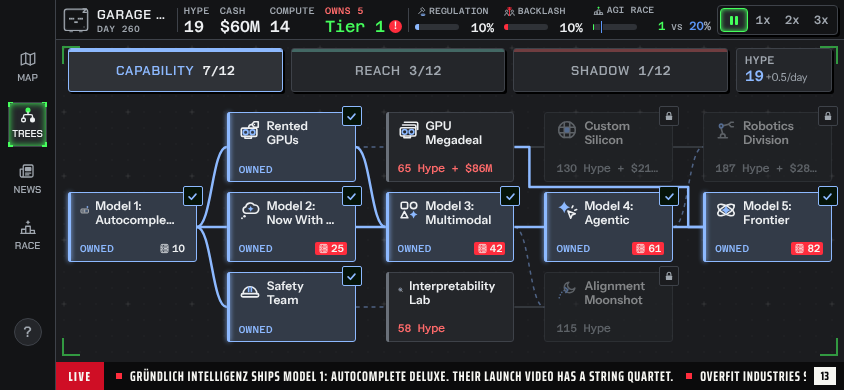 GARAGE ...
DAY 260
HYPE
19
CASH
$60M
COMPUTE
14
OWNS 5
Tier 1
REGULATION
10%
BACKLASH
10%
AGI RACE
1 vs 20%
1x 2x 3x
MAP
TREES
NEWS
RACE
?
CAPABILITY 7/12
REACH 3/12
SHADOW 1/12
HYPE
19 +0.5/day
Rented
GPUs
OWNED
GPU
Megadeal
65 Hype + $86M
Custom
Silicon
130 Hype + $21...
Robotics
Division
187 Hype + $28...
Model 1:
Autocomple...
OWNED 10
Model 2:
Now With ...
OWNED 25
Model 3:
Multimodal
OWNED 42
Model 4:
Agentic
OWNED 61
Model 5:
Frontier
OWNED 82
Safety
Team
OWNED
Interpretability
Lab
58 Hype
Alignment
Moonshot
115 Hype
LIVE
GRÜNDLICH INTELLIGENZ SHIPS MODEL 1: AUTOCOMPLETE DELUXE. THEIR LAUNCH VIDEO HAS A STRING QUARTET.
OVERFIT INDUSTRIES
13